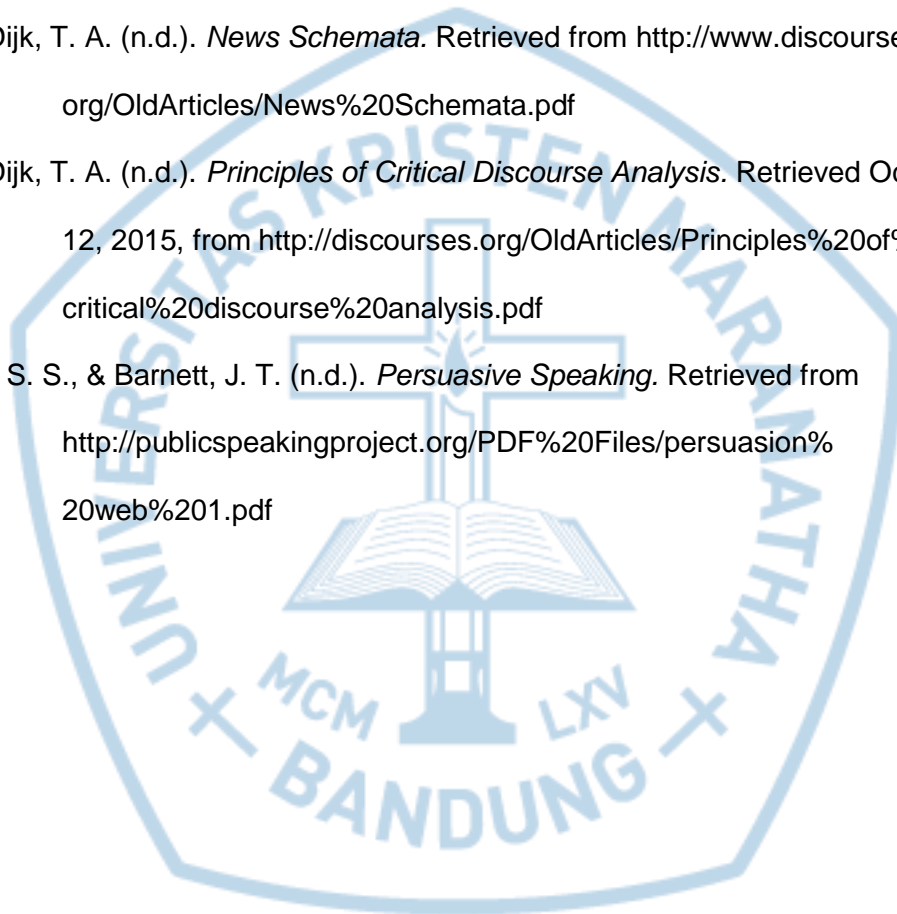 Dijk, T. A. (n.d.). News Schemata. Retrieved from http://www.discourse
org/OldArticles/News%20Schemata.pdf
Dijk, T. A. (n.d.). Principles of Critical Discourse Analysis. Retrieved Oc
12, 2015, from http://discourses.org/OldArticles/Principles%20of%
critical%20discourse%20analysis.pdf
S. S., & Barnett, J. T. (n.d.). Persuasive Speaking. Retrieved from
http://publicspeakingproject.org/PDF%20Files/persuasion%
20web%201.pdf
UNIVERSITAS KRISTEN MARANATHA
MCM LXV
BANDUNG